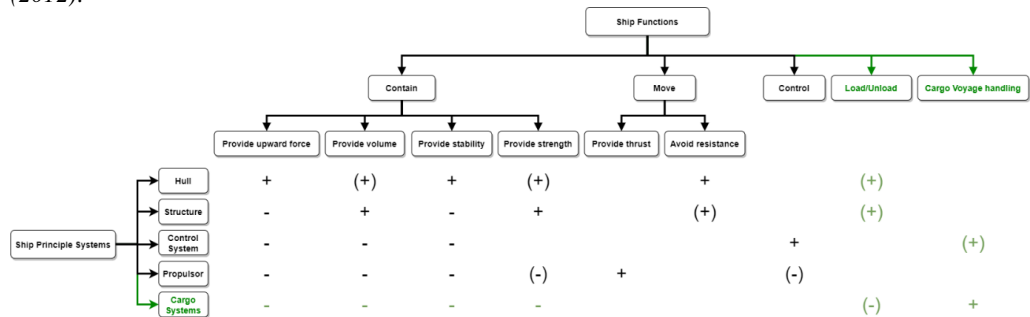 (2012).
Ship Functions
Contain
Move
Control
Load/Unload
Cargo Voyage handling
Provide upward force
Provide volume
Provide stability
Provide strength
Provide thrust
Avoid resistance
Ship Principle Systems
Hull + (+) + (+) + (+)
Structure - + - + (+) (+)
Control
System - - - + (+)
Propulsor - - - (-) + (-)
Cargo
Systems - - - - (-) +